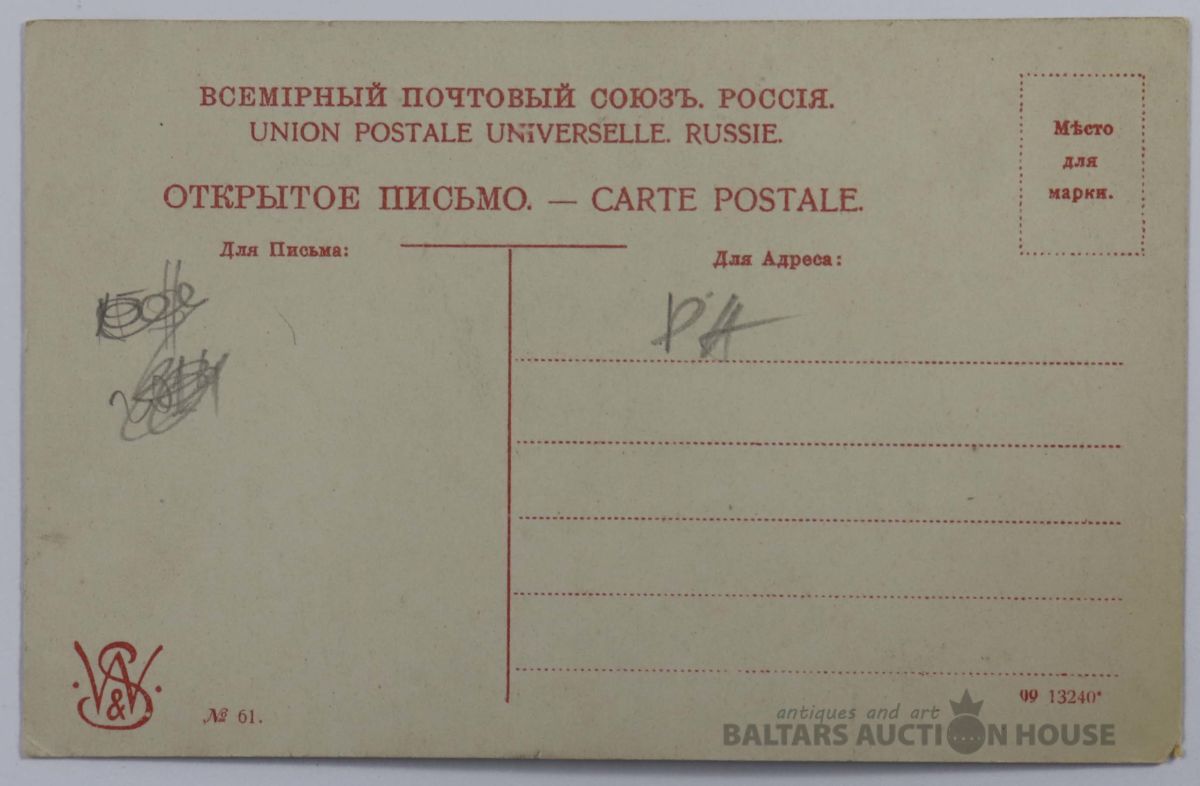 ВСЕМІРНЫЙ ПОЧТОВЫЙ СОЮЗЪ. РОССІЯ.
UNION POSTALE UNIVERSELLE. RUSSIE.
ОТКРЫТОЕ ПИСЬМО. — CARTE POSTALE.
Мѣсто
для
марки.
Для Письма:
Для Адреса:
№ 61.
99 13240*
antiques and art
BALTARS AUCTION HOUSE